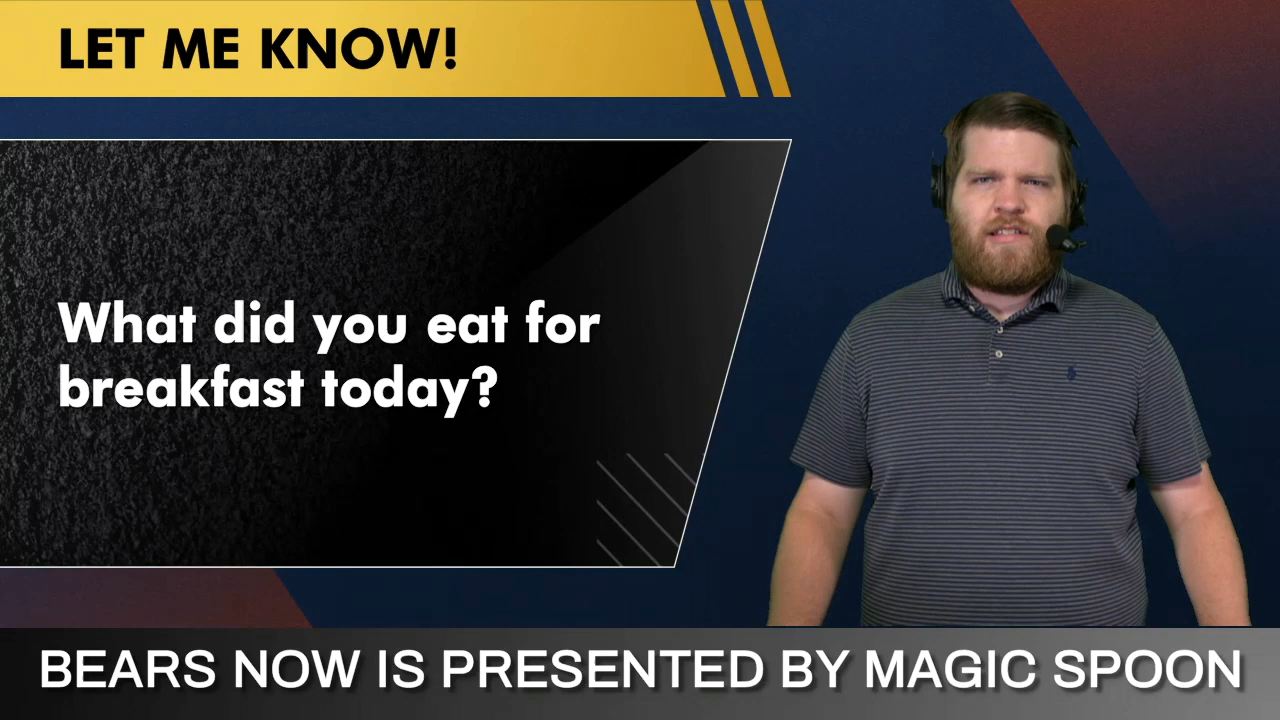 LET ME KNOW!
What did you eat for
breakfast today?
BEARS NOW IS PRESENTED BY MAGIC SPOON